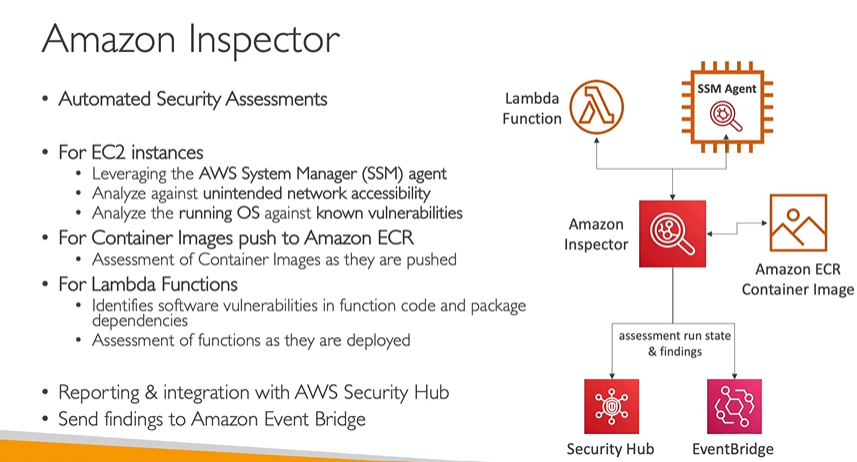 Amazon Inspector
• Automated Security Assessments
• For EC2 instances
• Leveraging the AWS System Manager (SSM) agent
• Analyze against unintended network accessibility
• Analyze the running OS against known vulnerabilities
• For Container Images push to Amazon ECR
• Assessment of Container Images as they are pushed
• For Lambda Functions
• Identifies software vulnerabilities in function code and package
dependencies
• Assessment of functions as they are deployed
• Reporting & integration with AWS Security Hub
• Send findings to Amazon Event Bridge
Lambda
Function
SSM Agent
Amazon
Inspector
Amazon ECR
Container Image
assessment run state
& findings
Security Hub
EventBridge